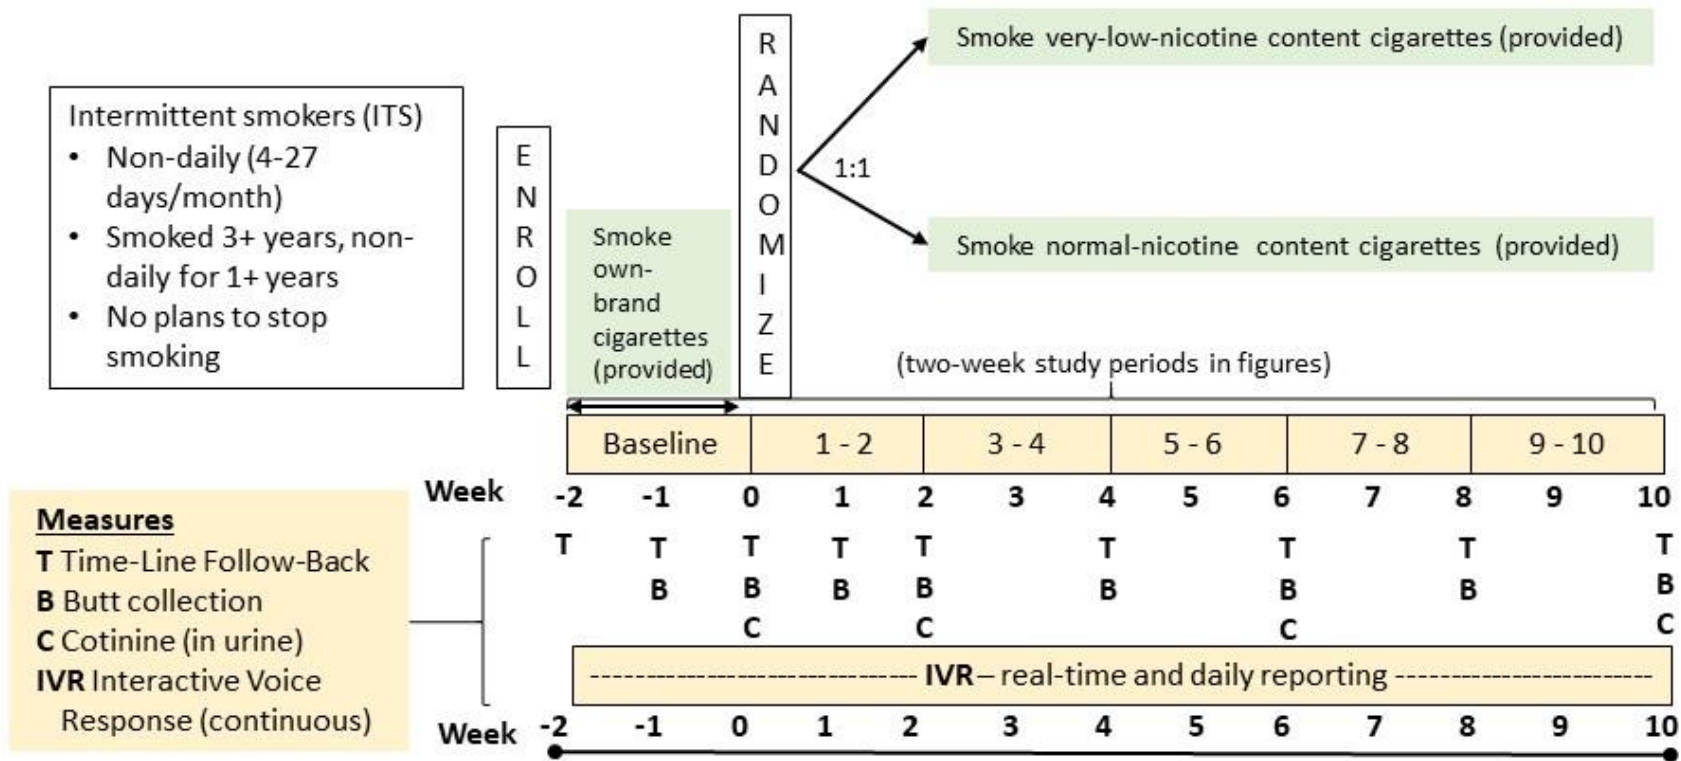 Intermittent smokers (ITS)
• Non-daily (4-27
days/month)
• Smoked 3+ years, non-
daily for 1+ years
• No plans to stop
smoking
E
N
R
O
L
L
Smoke
own-
brand
cigarettes
(provided)
R
A
N
D
O
M
I
Z
E
1:1
Smoke very-low-nicotine content cigarettes (provided)
Smoke normal-nicotine content cigarettes (provided)
(two-week study periods in figures)
Baseline 1 - 2 3 - 4 5 - 6 7 - 8 9 - 10
Week -2 -1 0 1 2 3 4 5 6 7 8 9 10
Measures
T Time-Line Follow-Back
B Butt collection
C Cotinine (in urine)
IVR Interactive Voice
Response (continuous)
T T T T T T T T T
B B B B B B B B
C C C C
IVR – real-time and daily reporting
Week -2 -1 0 1 2 3 4 5 6 7 8 9 10